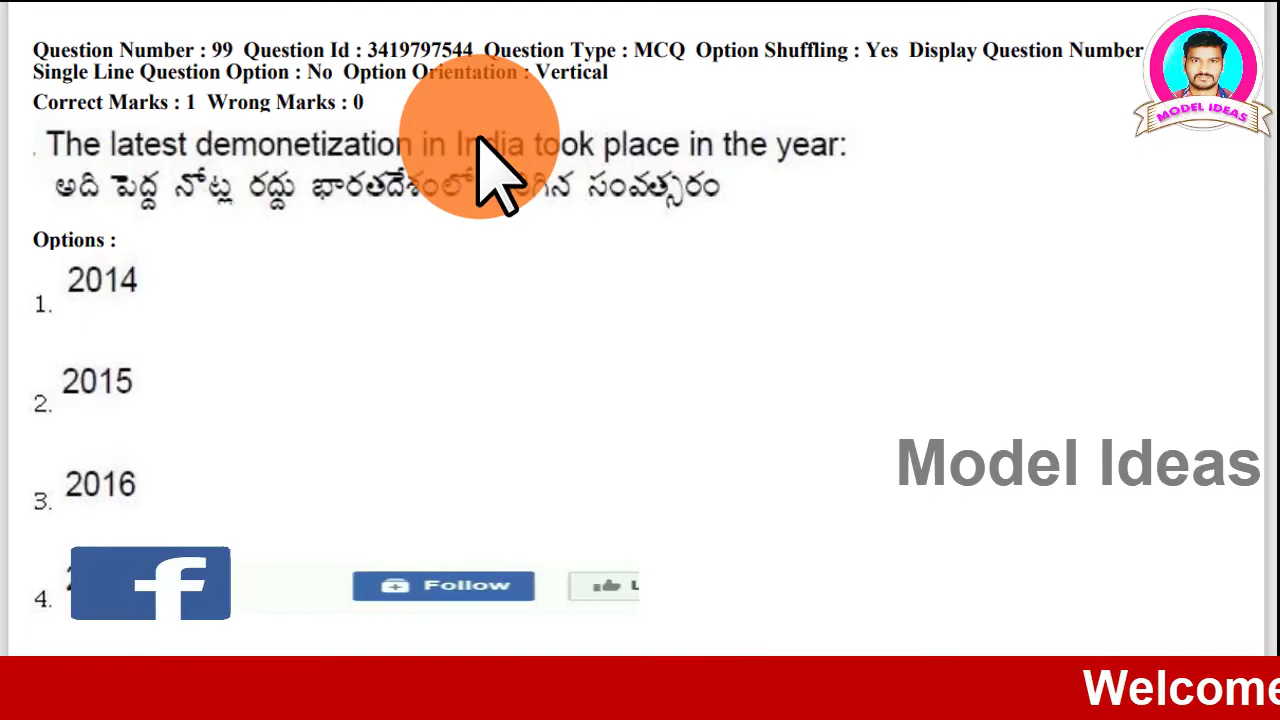 Question Number : 99 Question Id : 3419797544 Question Type : MCQ Option Shuffling : Yes Display Question Number
Single Line Question Option : No Option Orientation : Vertical
Correct Marks : 1 Wrong Marks : 0
MODEL IDEAS
The latest demonetization in India took place in the year:
అది పెద్ద నోట్ల రద్దు భారతదేశంలో సంవత్సరం
Options :
1. 2014
2. 2015
Model Ideas
3. 2016
4.
f Follow
Welcome